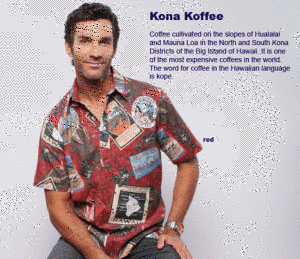 Kona Koffee
Coffee cultivated on the slopes of Hualalai
and Mauna Loa in the North and South Kona
Districts of the Big Island of Hawaii. It is one
of the most expensive coffees in the world.
The word for coffee in the Hawaiian language
is kope.
red